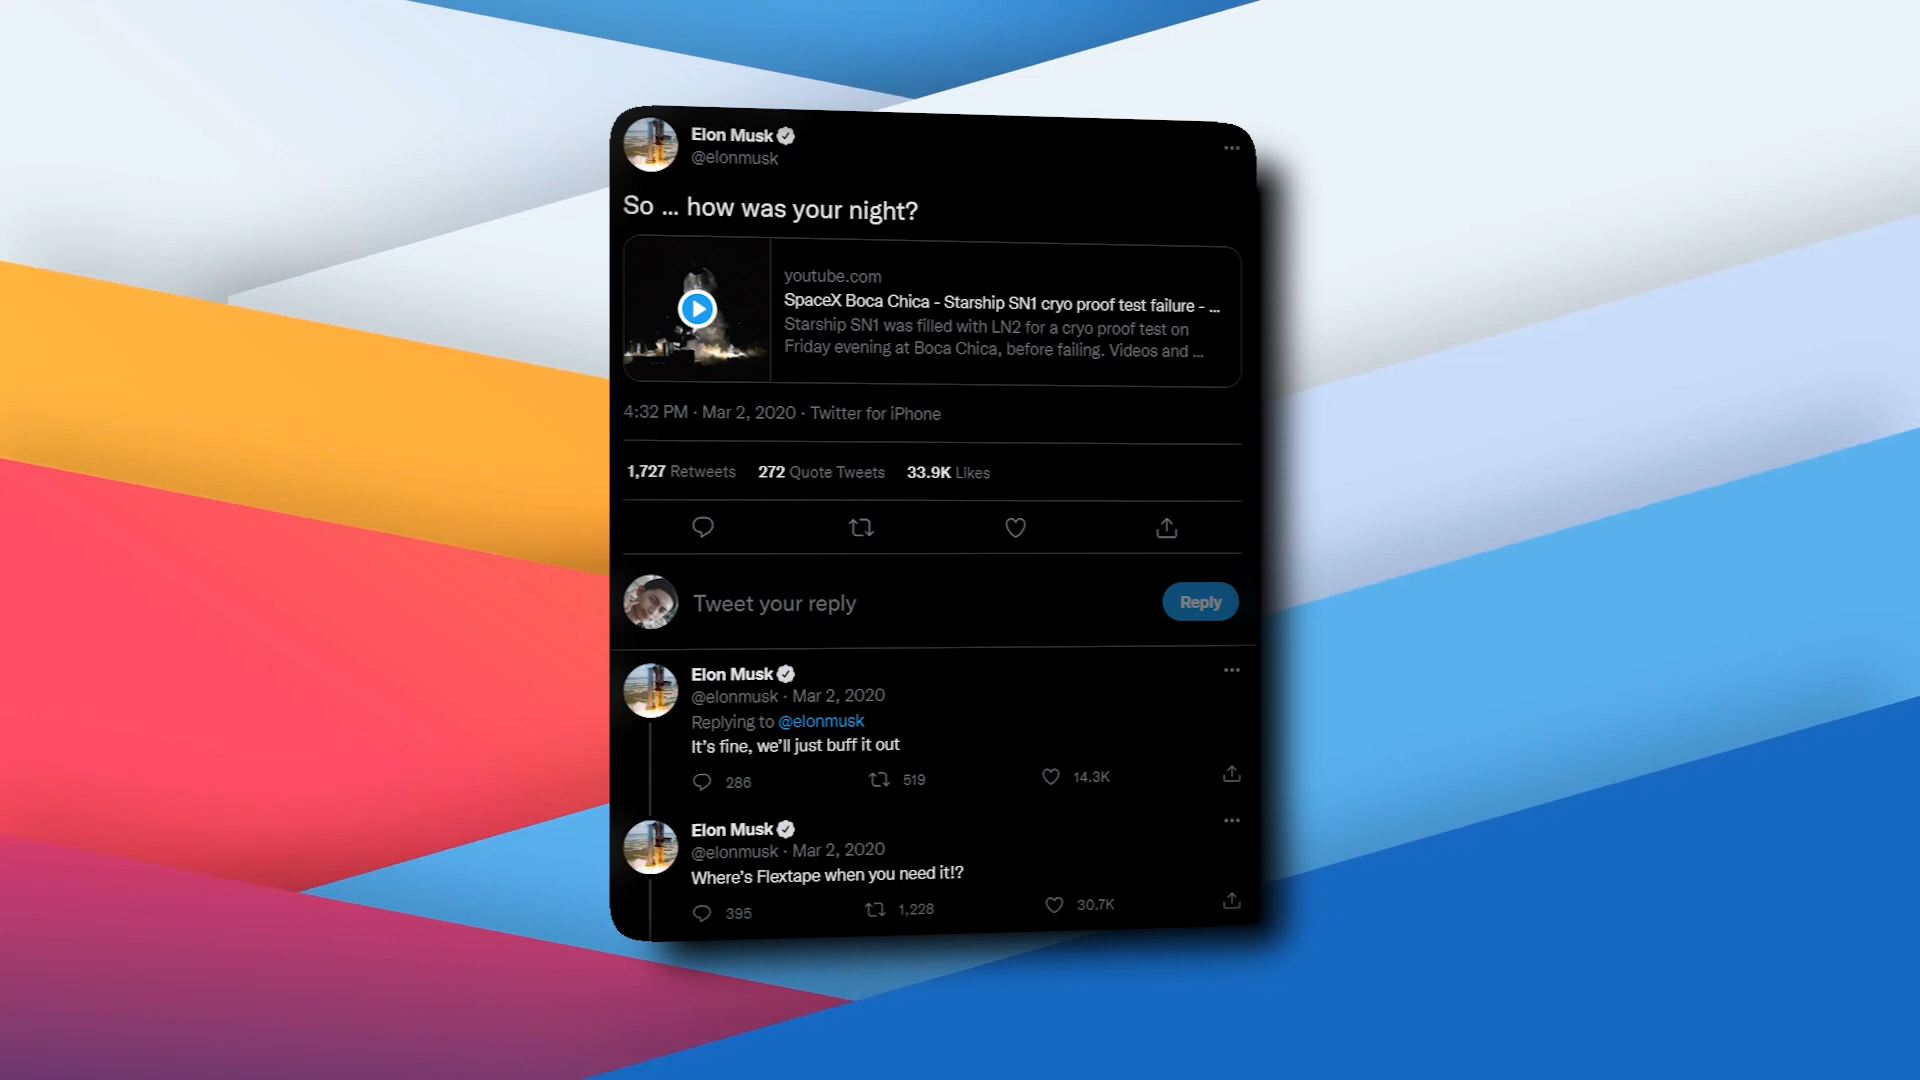 Elon Musk
@elonmusk
So ... how was your night?
youtube.com
SpaceX Boca Chica - Starship SN1 cryo proof test failure - ...
Starship SN1 was filled with LN2 for a cryo proof test on
Friday evening at Boca Chica, before failing. Videos and ...
4:32 PM · Mar 2, 2020 · Twitter for iPhone
1,727 Retweets 272 Quote Tweets 33.9K Likes
Tweet your reply
Reply
Elon Musk
@elonmusk · Mar 2, 2020
Replying to @elonmusk
It's fine, we'll just buff it out
286 519 14.3K
Elon Musk
@elonmusk · Mar 2, 2020
Where's Flextape when you need it!?
395 1,228 30.7K